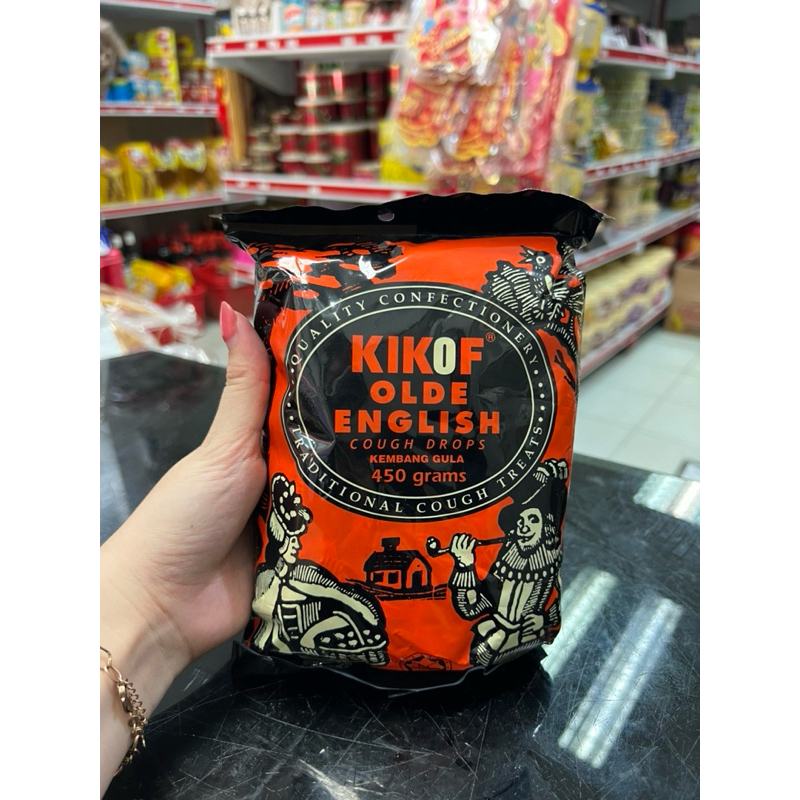 QUALITY CONFECTIONERY
KIKOF®
OLDE
ENGLISH
COUGH DROPS
KEMBANG GULA
450 grams
TRADITIONAL COUGH TREATS